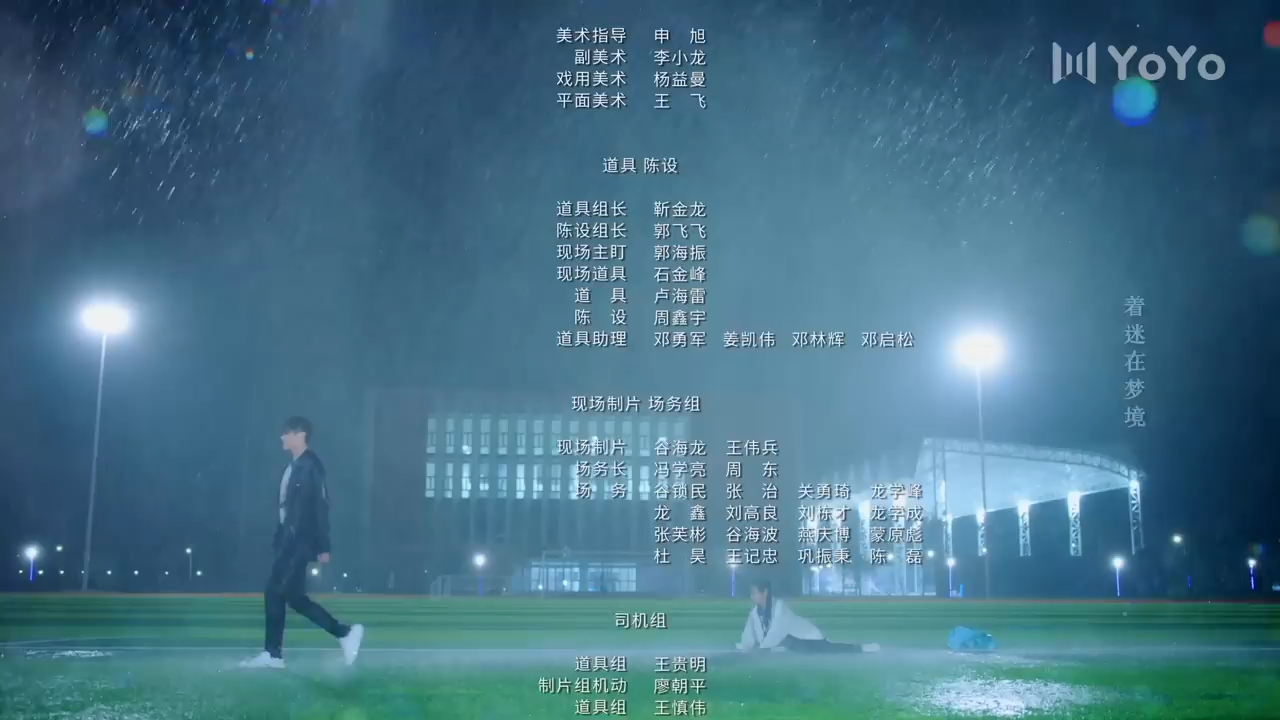 美术指导 申 旭
副美术 李小龙
戏用美术 杨益曼
平面美术 王 飞
YoYo
道具 陈设
道具组长 靳金龙
陈设组长 郭飞飞
现场主盯 郭海振
现场道具 石金峰
道 具 卢海雷
陈 设 周鑫宇
道具助理 邓勇军 姜凯伟 邓林辉 邓启松
着迷在梦境
现场制片 场务组
现场制片 谷海龙 王伟兵
场务长 冯学亮 周 东
场 务 谷锁民 张 治 关勇琦 龙学峰
龙 鑫 刘高良 刘栋才 龙学成
张芙彬 谷海波 燕庆博 蒙原彪
杜 昊 王记忠 巩振秉 陈 磊
司机组
道具组 王贵明
制片组机动 廖朝平
道具组 王慎伟